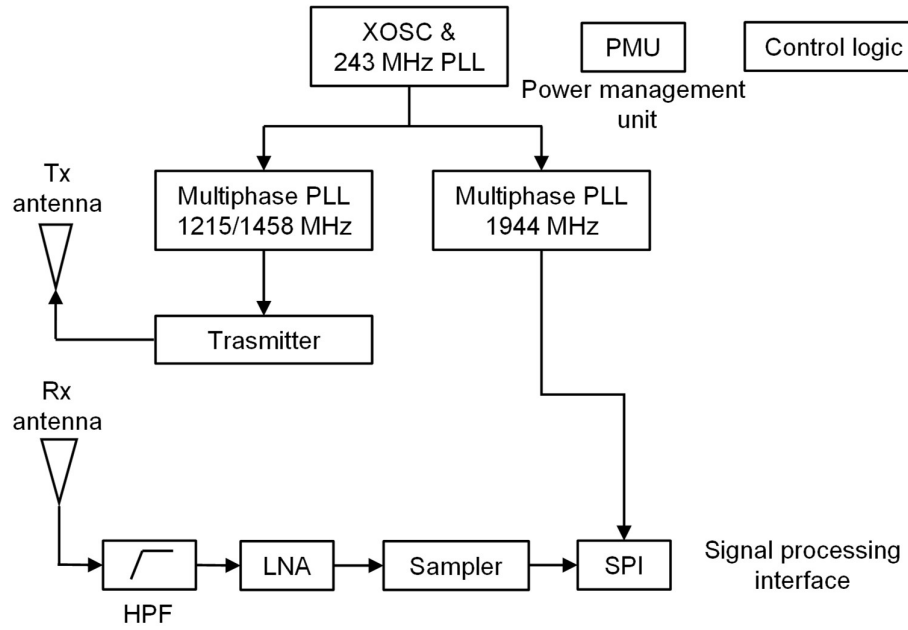 XOSC &
243 MHz PLL
PMU
Power management
unit
Control logic
Tx
antenna
Multiphase PLL
1215/1458 MHz
Multiphase PLL
1944 MHz
Trasmitter
Rx
antenna
HPF
LNA
Sampler
SPI
Signal processing
interface